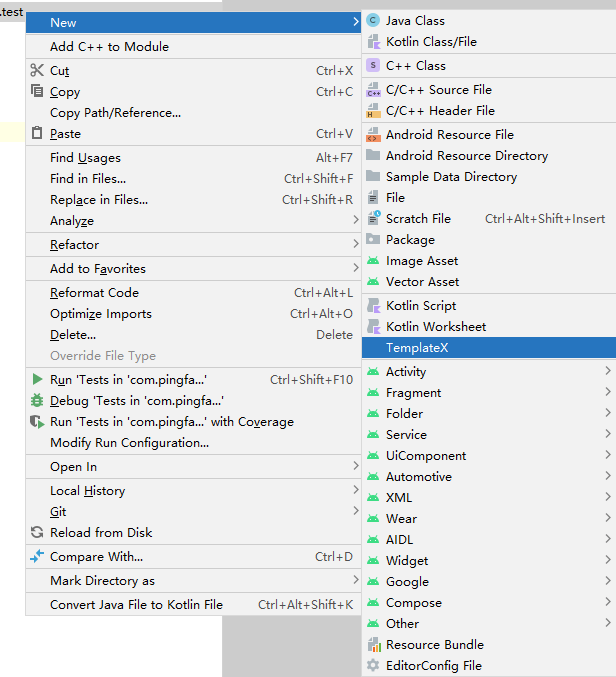 .test
New
Add C++ to Module
Cut Ctrl+X
Copy Ctrl+C
Copy Path/Reference...
Paste Ctrl+V
Find Usages Alt+F7
Find in Files... Ctrl+Shift+F
Replace in Files... Ctrl+Shift+R
Analyze
Refactor
Add to Favorites
Reformat Code Ctrl+Alt+L
Optimize Imports Ctrl+Alt+O
Delete... Delete
Override File Type
Run 'Tests in 'com.pingfa...'' Ctrl+Shift+F10
Debug 'Tests in 'com.pingfa...''
Run 'Tests in 'com.pingfa...'' with Coverage
Modify Run Configuration...
Open In
Local History
Git
Reload from Disk
Compare With... Ctrl+D
Mark Directory as
Convert Java File to Kotlin File Ctrl+Alt+Shift+K
C Java Class
Kotlin Class/File
S C++ Class
C++ C/C++ Source File
H C/C++ Header File
Android Resource File
Android Resource Directory
Sample Data Directory
File
Scratch File Ctrl+Alt+Shift+Insert
Package
Image Asset
Vector Asset
Kotlin Script
Kotlin Worksheet
TemplateX
Activity
Fragment
Folder
Service
UiComponent
Automotive
XML
Wear
AIDL
Widget
Google
Compose
Other
Resource Bundle
EditorConfig File